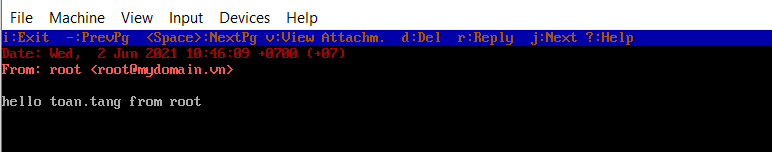 File Machine View Input Devices Help
i:Exit -:PrevPg <Space>:NextPg v:View Attachm. d:Del r:Reply j:Next ?:Help
Date: Wed, 2 Jun 2021 10:46:09 +0700 (+07)
From: root <root@mydomain.vn>
hello toan.tang from root